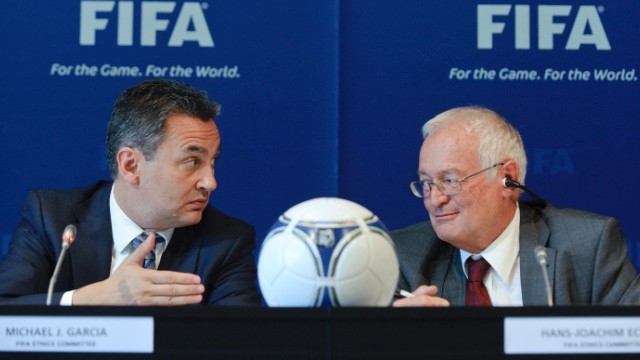 FIFA
For the Game. For the World.
FIFA
For the Game. For the World.
FIFA
MICHAEL J. GARCIA
FIFA ETHICS COMMITTEE
HANS-JOACHIM EC
FIFA ETHICS COMMITTEE